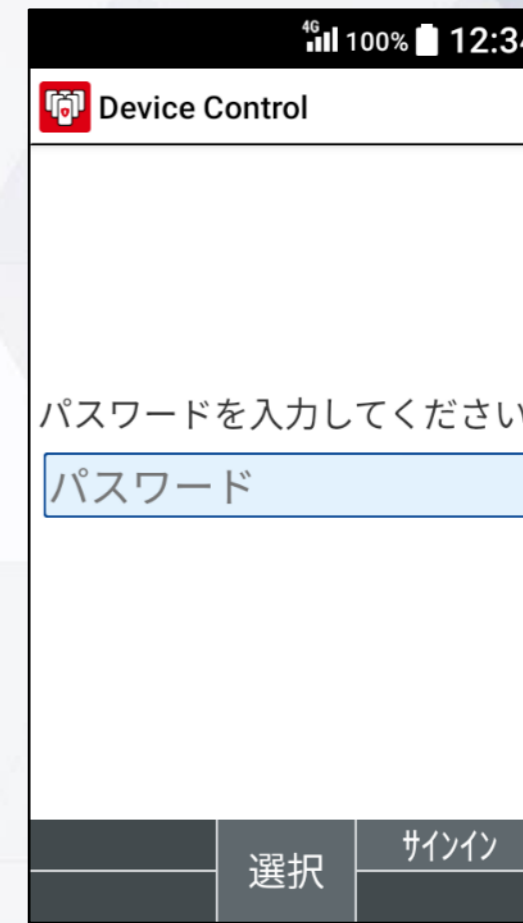 4G 100% 12:34
Device Control
パスワードを入力してください
パスワード
サインイン
選択